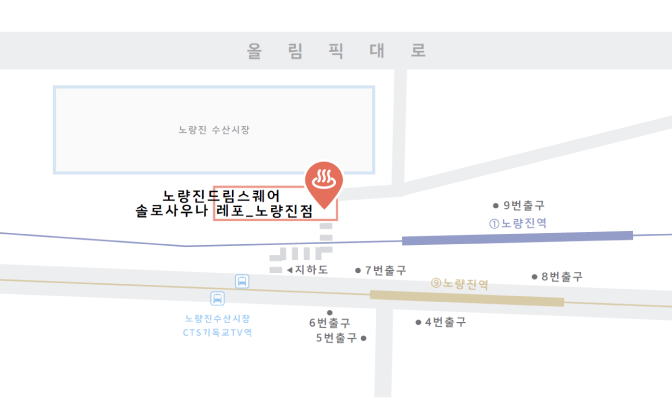 올림픽대로
노량진 수산시장
노량진드림스퀘어
솔로사우나 레포_노량진점
9번출구
①노량진역
◀지하도
7번출구
8번출구
⑨노량진역
노량진수산시장
CTS기독교TV역
6번출구
5번출구
4번출구